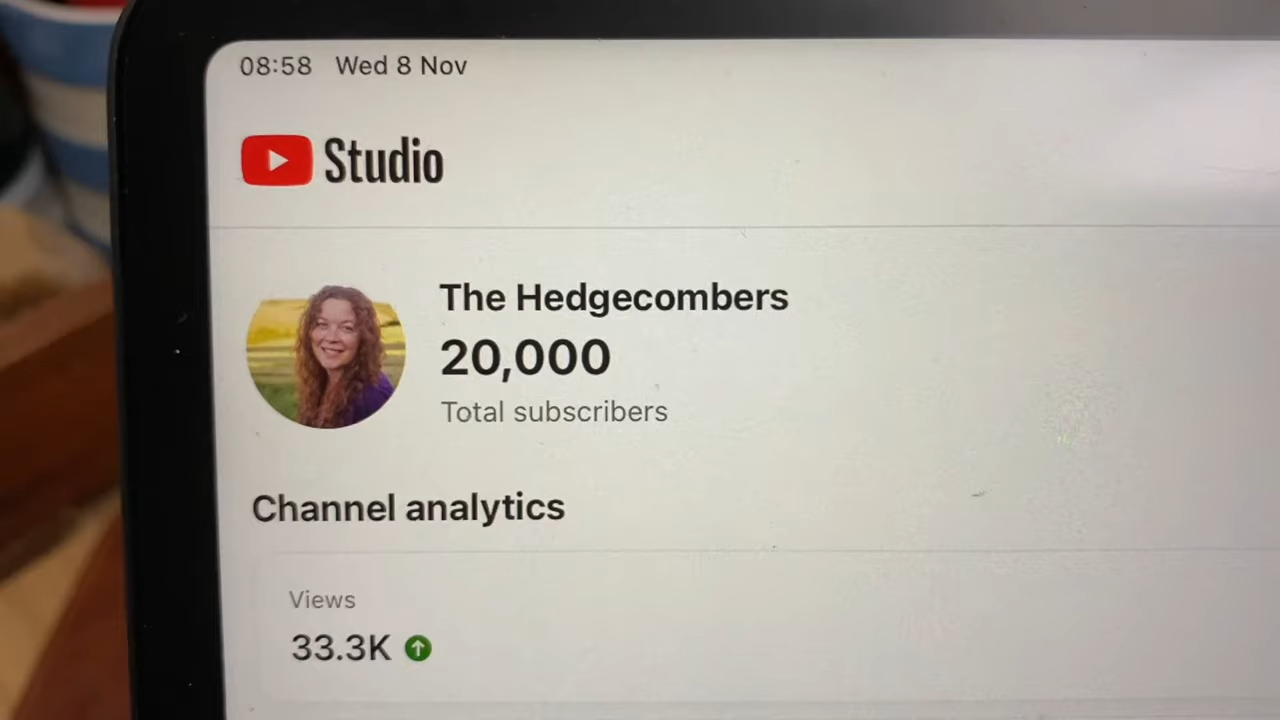 08:58 Wed 8 Nov
Studio
The Hedgecombers
20,000
Total subscribers
Channel analytics
Views
33.3K